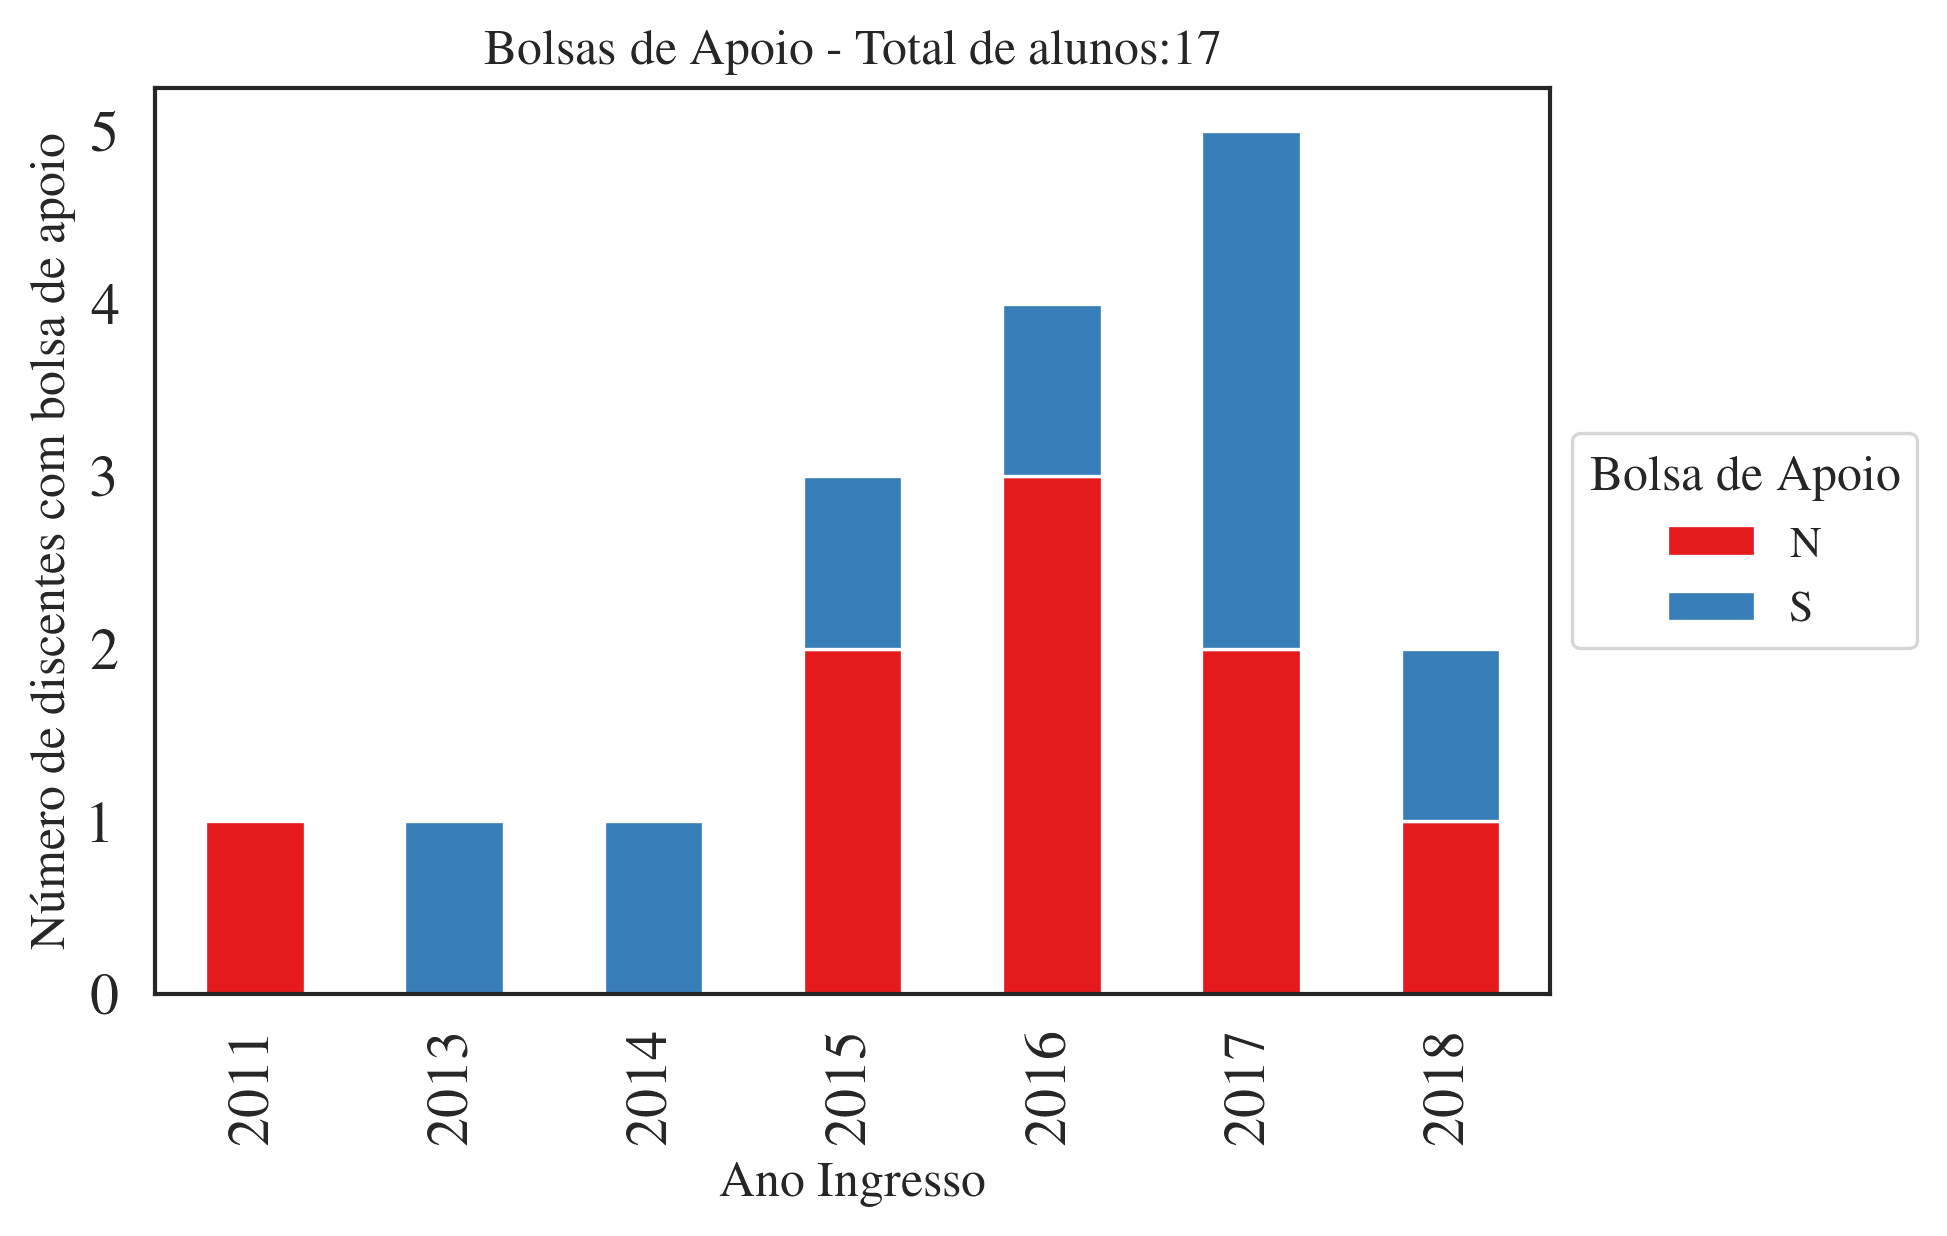 Bolsas de Apoio - Total de alunos:17
Número de discentes com bolsa de apoio
5
4
3
2
1
0
2011
2013
2014
2015
2016
2017
2018
Ano Ingresso
Bolsa de Apoio
N
S